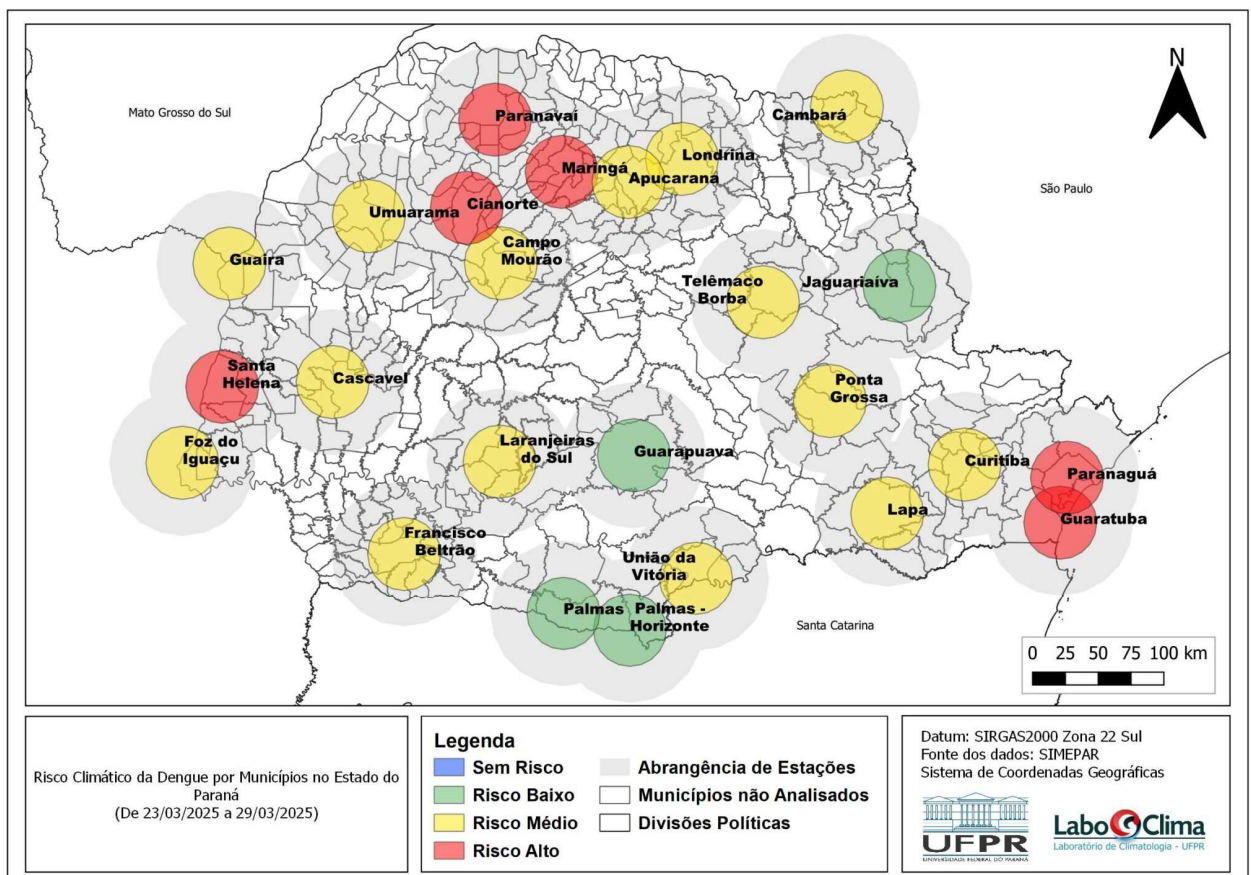 N
Mato Grosso do Sul
São Paulo
Santa Catarina
Paranavaí
Maringá
Apucarana
Londrina
Cambará
Umuarama
Cianorte
Campo
Mourão
Guaíra
Telêmaco
Borba
Jaguariaíva
Santa
Helena
Cascavel
Ponta
Grossa
Foz do
Iguaçu
Laranjeiras
do Sul
Guarapuava
Curitiba
Paranaguá
Lapa
Guaratuba
Francisco
Beltrão
União da
Vitória
Palmas
Palmas -
Horizonte
0 25 50 75 100 km
Risco Climático da Dengue por Municípios no Estado do
Paraná
(De 23/03/2025 a 29/03/2025)
Legenda
Sem Risco
Risco Baixo
Risco Médio
Risco Alto
Abrangência de Estações
Municípios não Analisados
Divisões Políticas
Datum: SIRGAS2000 Zona 22 Sul
Fonte dos dados: SIMEPAR
Sistema de Coordenadas Geográficas
UFPR
UNIVERSIDADE FEDERAL DO PARANÁ
LaboClima
Laboratório de Climatologia - UFPR